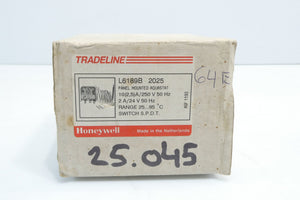 TRADELINE
L6189B 2025
PANEL MOUNTED AQUASTAT
10(2,5)A/250 V 50 Hz
2 A/24 V 50 Hz
RANGE 25...95 °C
SWITCH S.P.D.T.
Honeywell
Made in the Netherlands
25.045